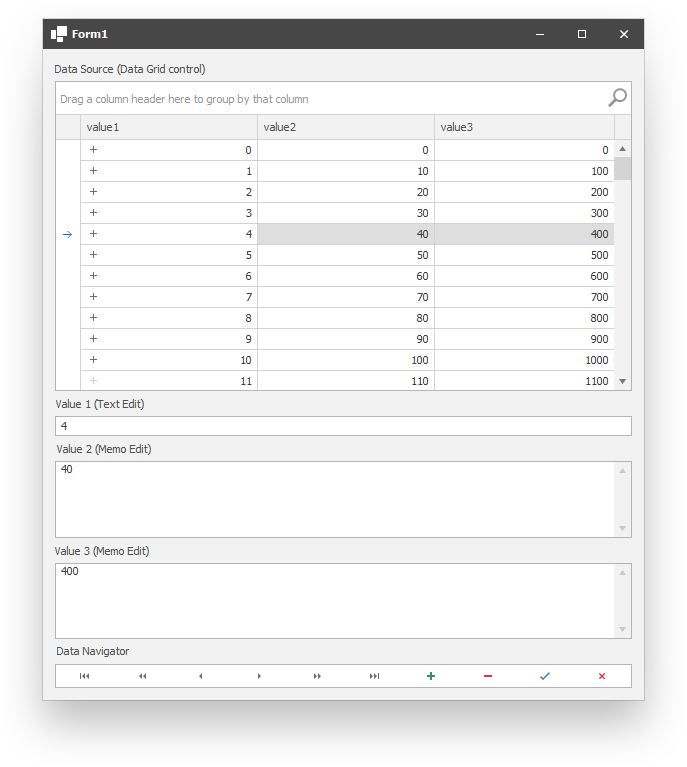 Form1
Data Source (Data Grid control)
Drag a column header here to group by that column
value1 value2 value3
0 0 0
1 10 100
2 20 200
3 30 300
4 40 400
5 50 500
6 60 600
7 70 700
8 80 800
9 90 900
10 100 1000
11 110 1100
Value 1 (Text Edit)
4
Value 2 (Memo Edit)
40
Value 3 (Memo Edit)
400
Data Navigator